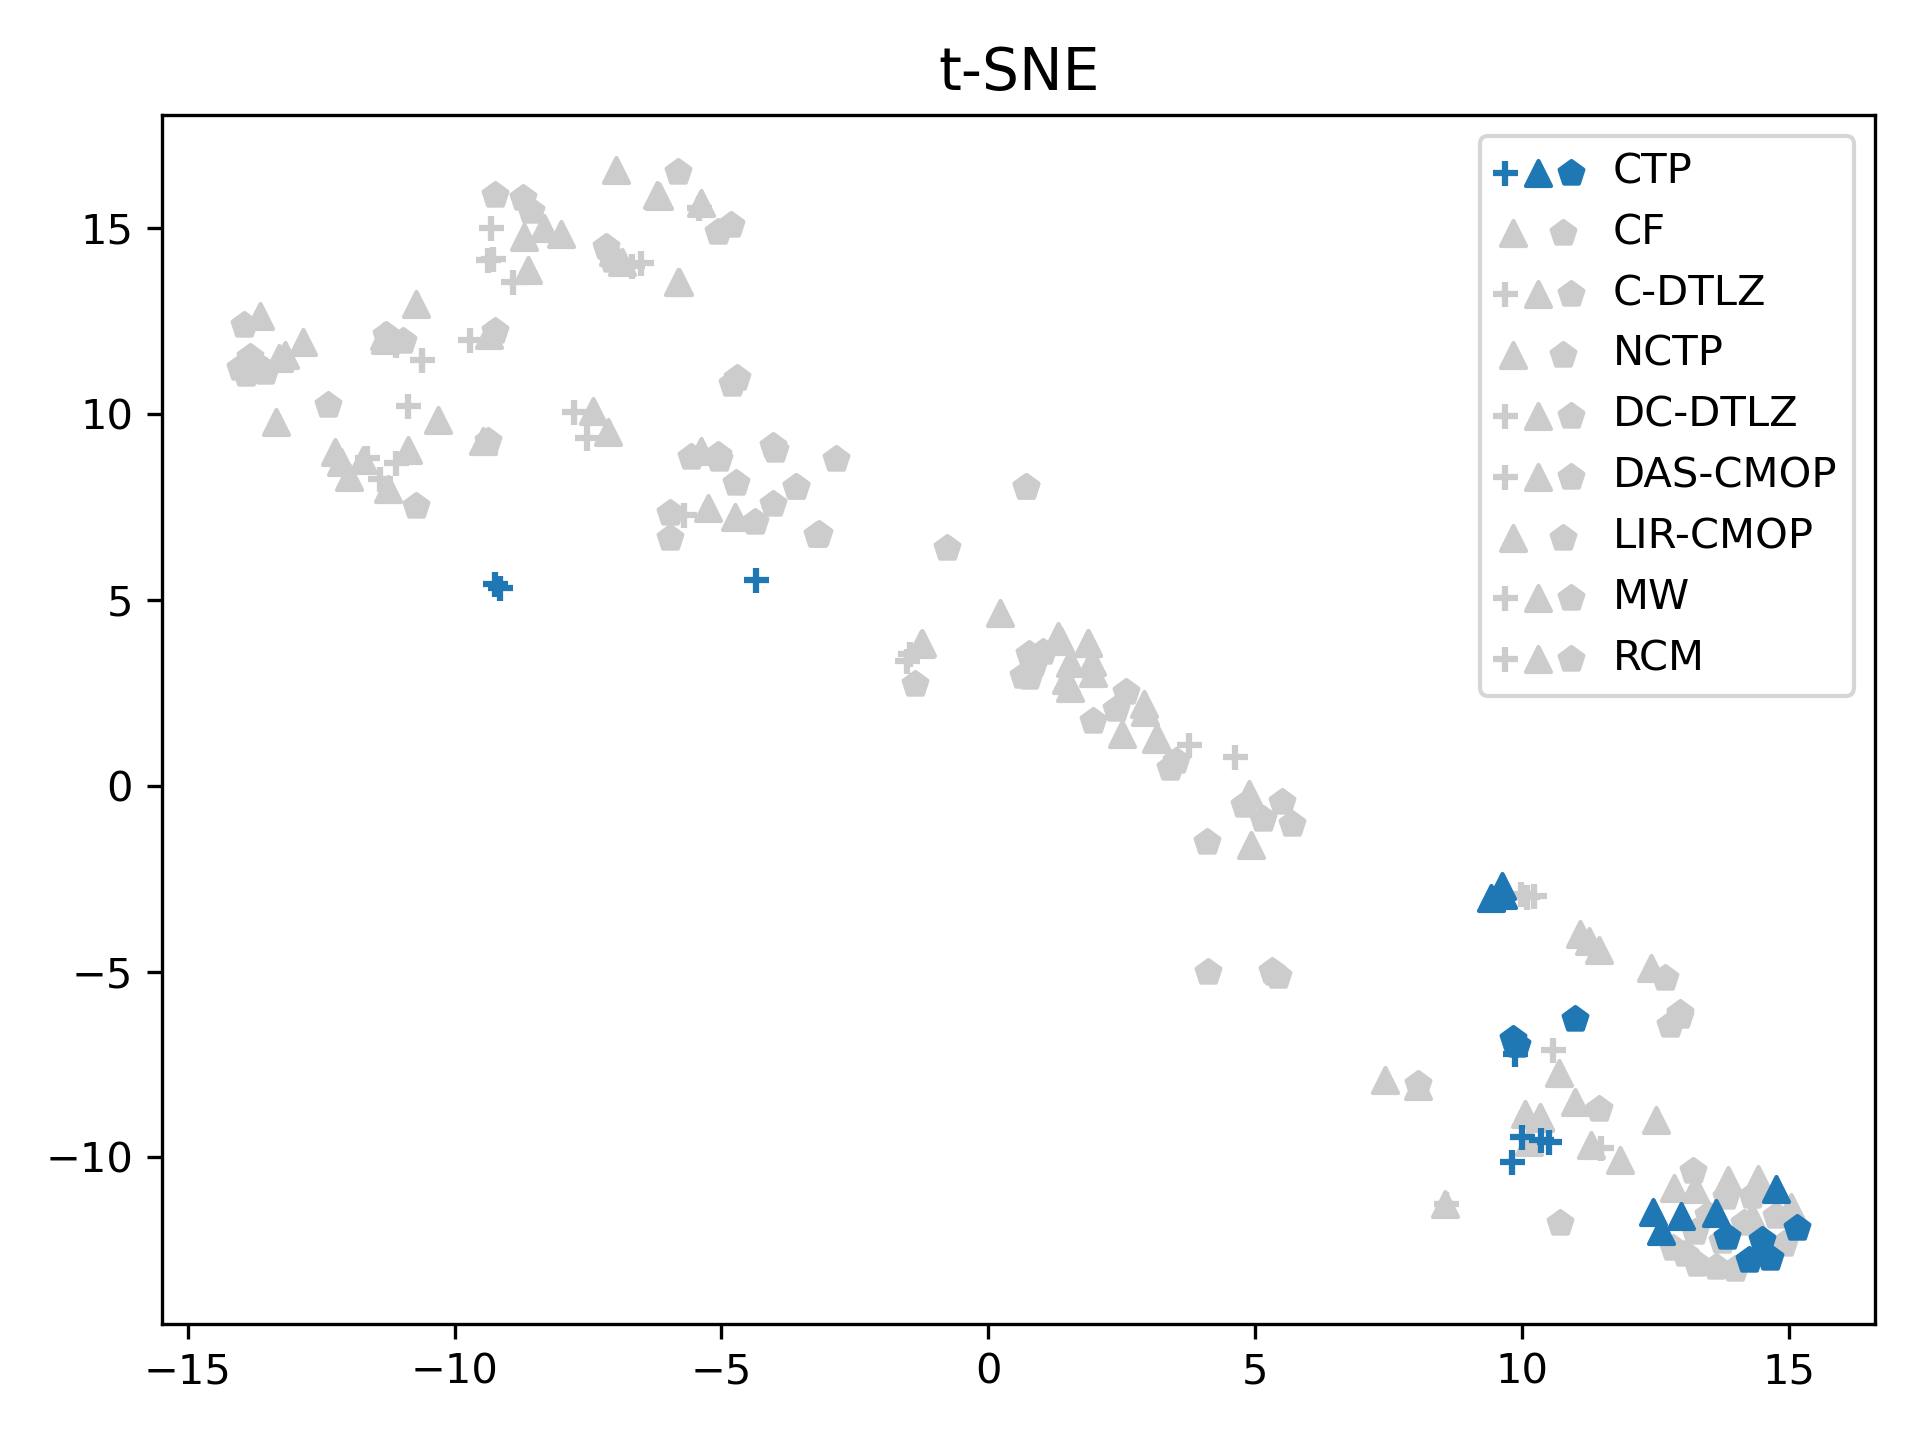 t-SNE
CTP
CF
C-DTLZ
NCTP
DC-DTLZ
DAS-CMOP
LIR-CMOP
MW
RCM
15
10
5
0
−5
−10
−15 −10 −5 0 5 10 15